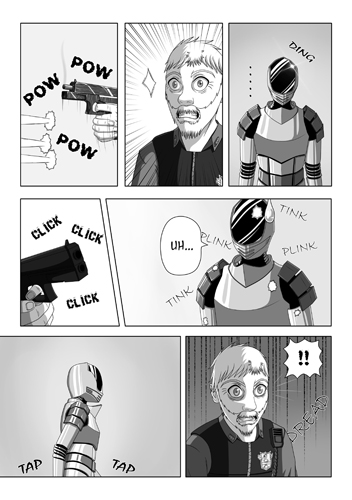 POW
POW
POW
DING
....
CLICK
CLICK
CLICK
UH...
TINK
PLINK
PLINK
TINK
TAP
TAP
!!
DREAD